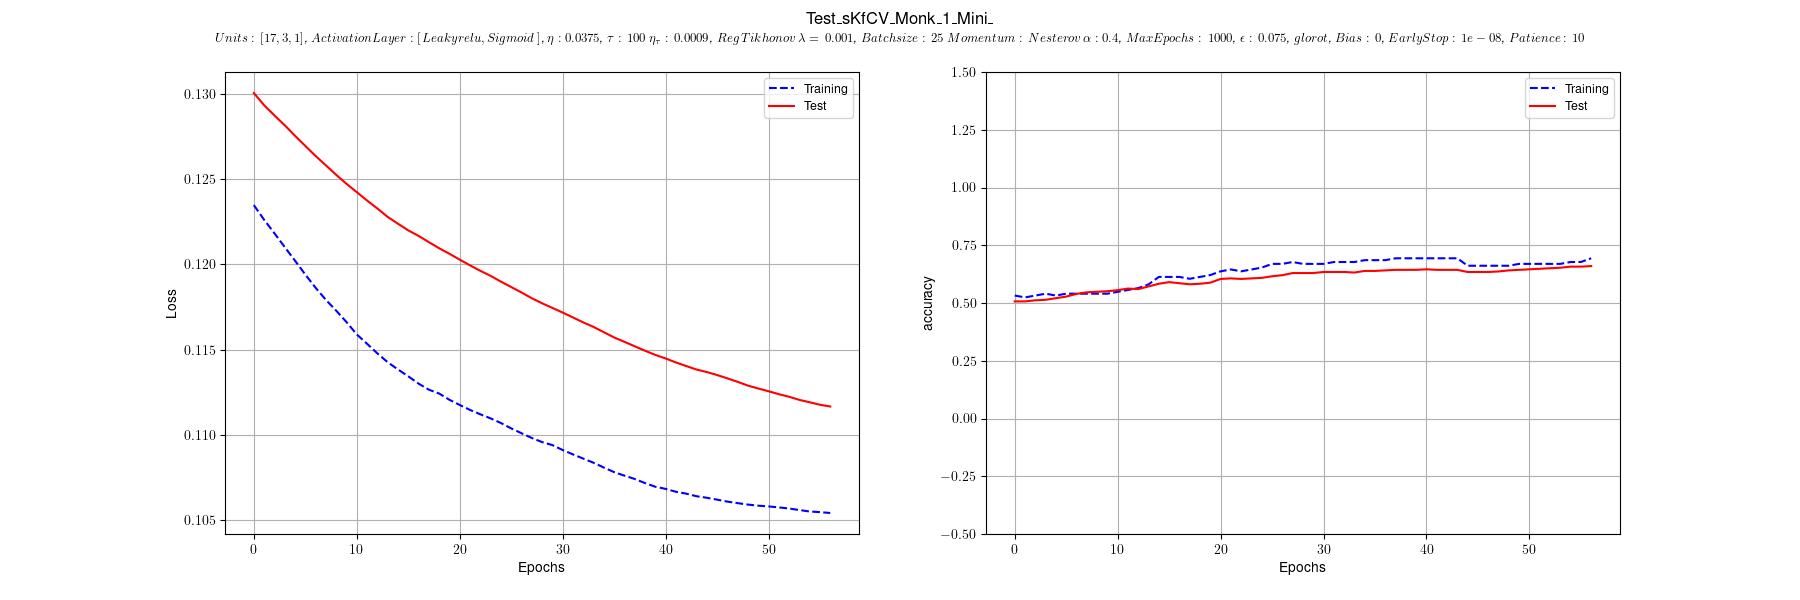 Test_sKfCV_Monk_1_Mini_
Units : [17, 3, 1], ActivationLayer : [Leakyrelu, Sigmoid ], η : 0.0375, τ : 100 ητ : 0.0009, RegTikhonov λ = 0.001, Batchsize : 25 Momentum : Nesterov α : 0.4, MaxEpochs : 1000, ϵ : 0.075, glorot, Bias : 0, EarlyStop : 1e − 08, Patience : 10
Training
Test
0.130
0.125
0.120
0.115
0.110
0.105
Loss
0 10 20 30 40 50
Epochs
Training
Test
1.50
1.25
1.00
0.75
0.50
0.25
0.00
−0.25
−0.50
accuracy
0 10 20 30 40 50
Epochs